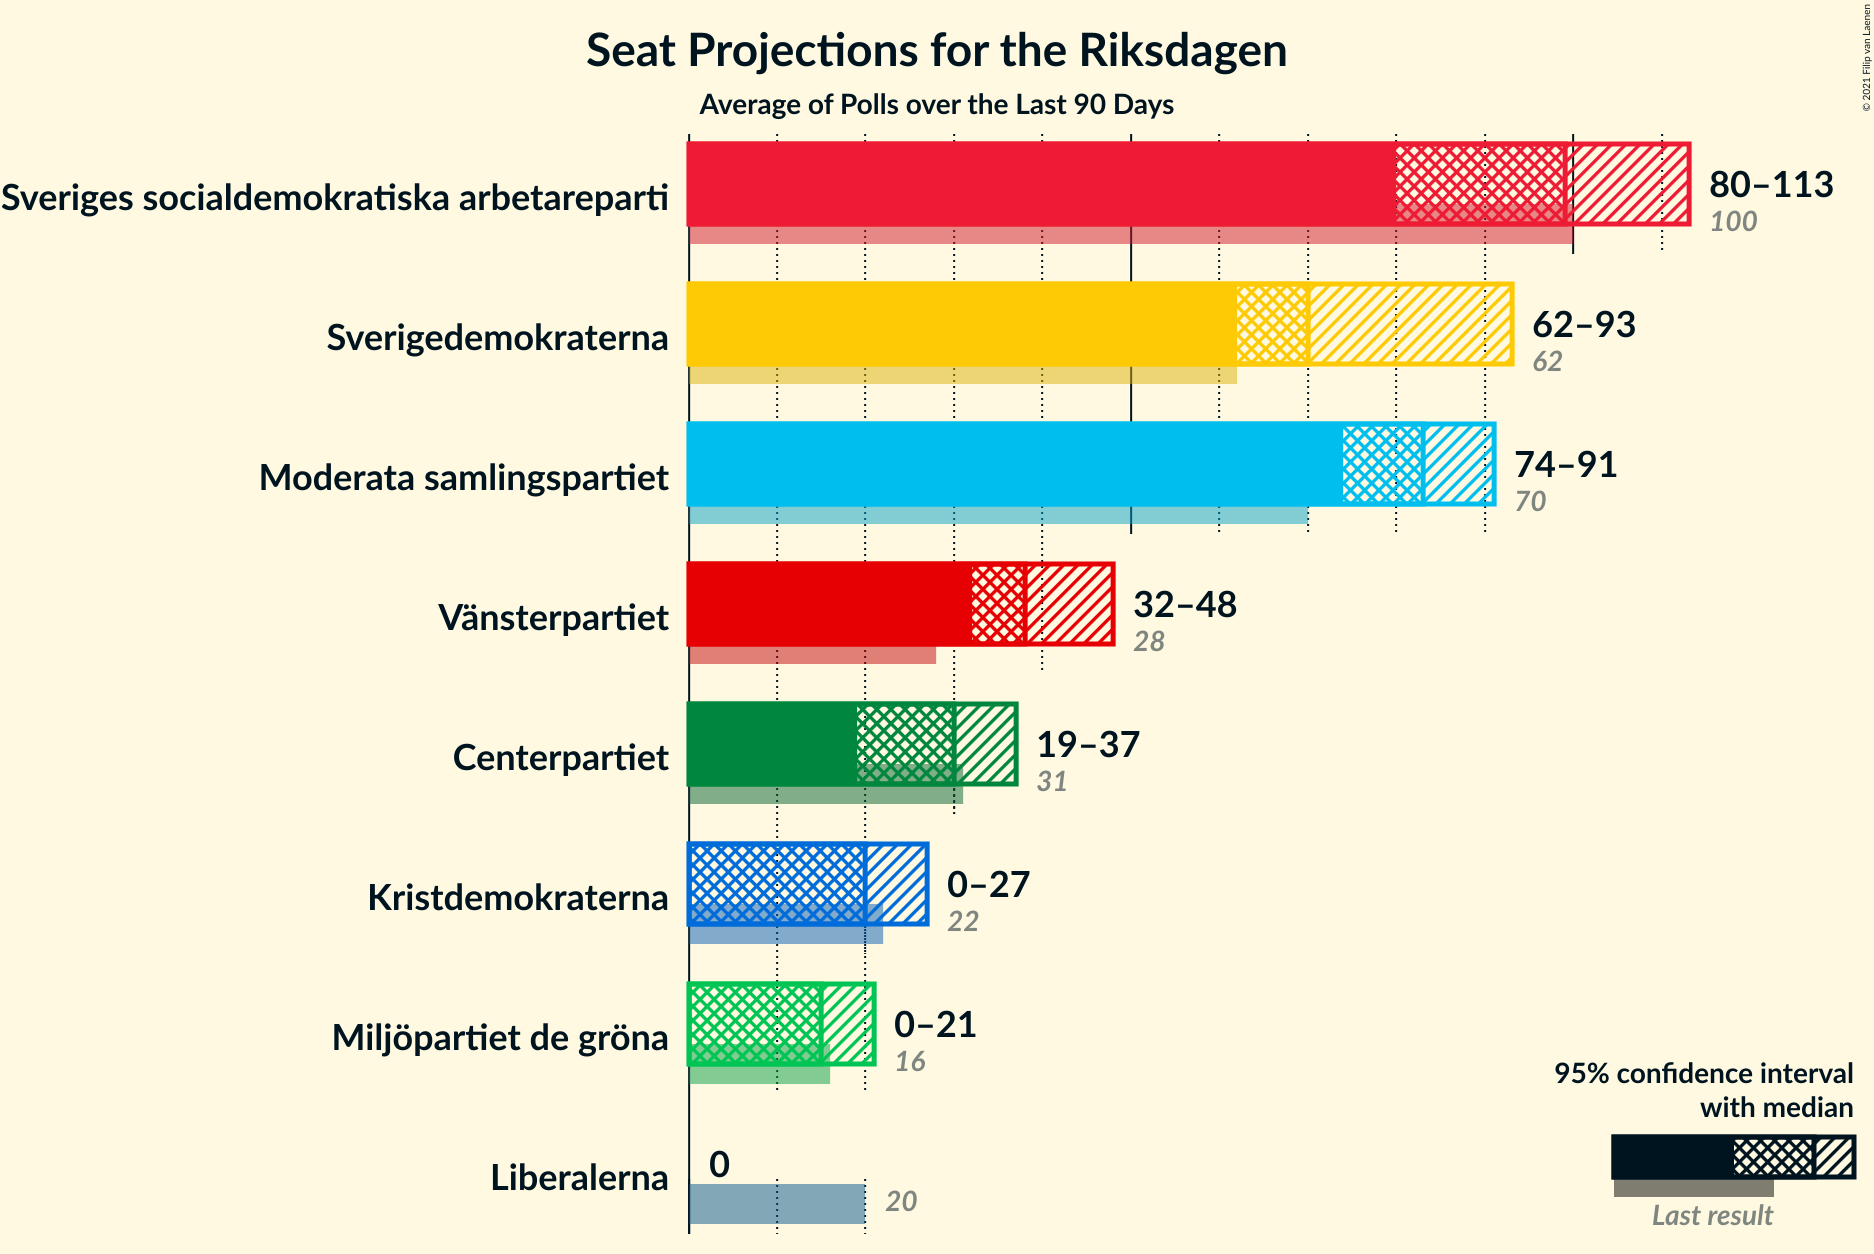 Seat Projections for the Riksdagen
Average of Polls over the Last 90 Days
© 2021 Filip van Laenen
Sveriges socialdemokratiska arbetareparti
80–113
100
Sverigedemokraterna
62–93
62
Moderata samlingspartiet
74–91
70
Vänsterpartiet
32–48
28
Centerpartiet
19–37
31
Kristdemokraterna
0–27
22
Miljöpartiet de gröna
0–21
16
Liberalerna
0
20
95% confidence interval
with median
Last result